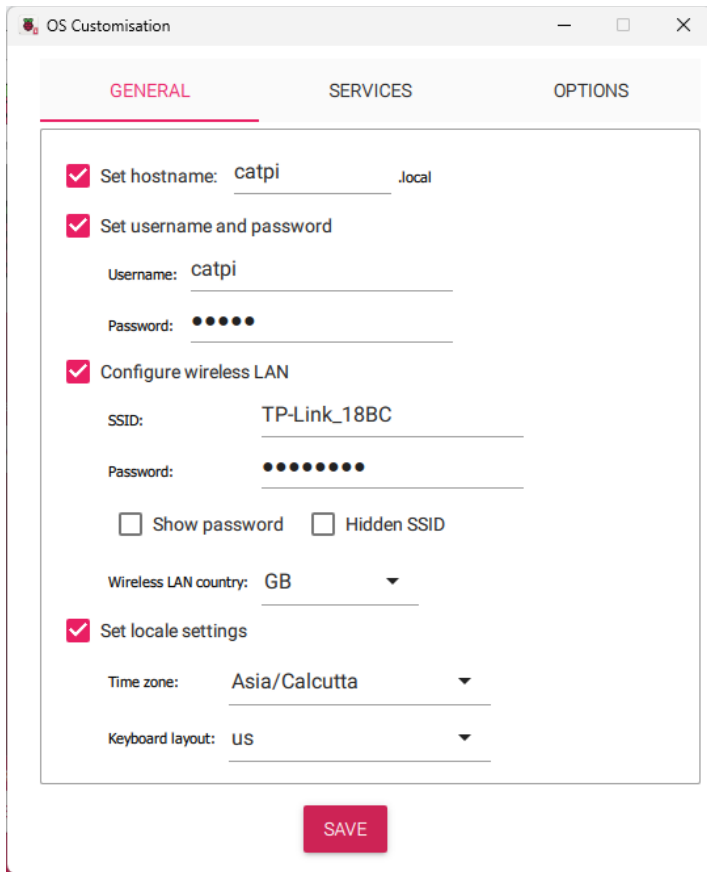 OS Customisation
GENERAL SERVICES OPTIONS
Set hostname: catpi .local
Set username and password
Username: catpi
Password: •••••
Configure wireless LAN
SSID: TP-Link_18BC
Password: ••••••••
Show password Hidden SSID
Wireless LAN country: GB
Set locale settings
Time zone: Asia/Calcutta
Keyboard layout: us
SAVE